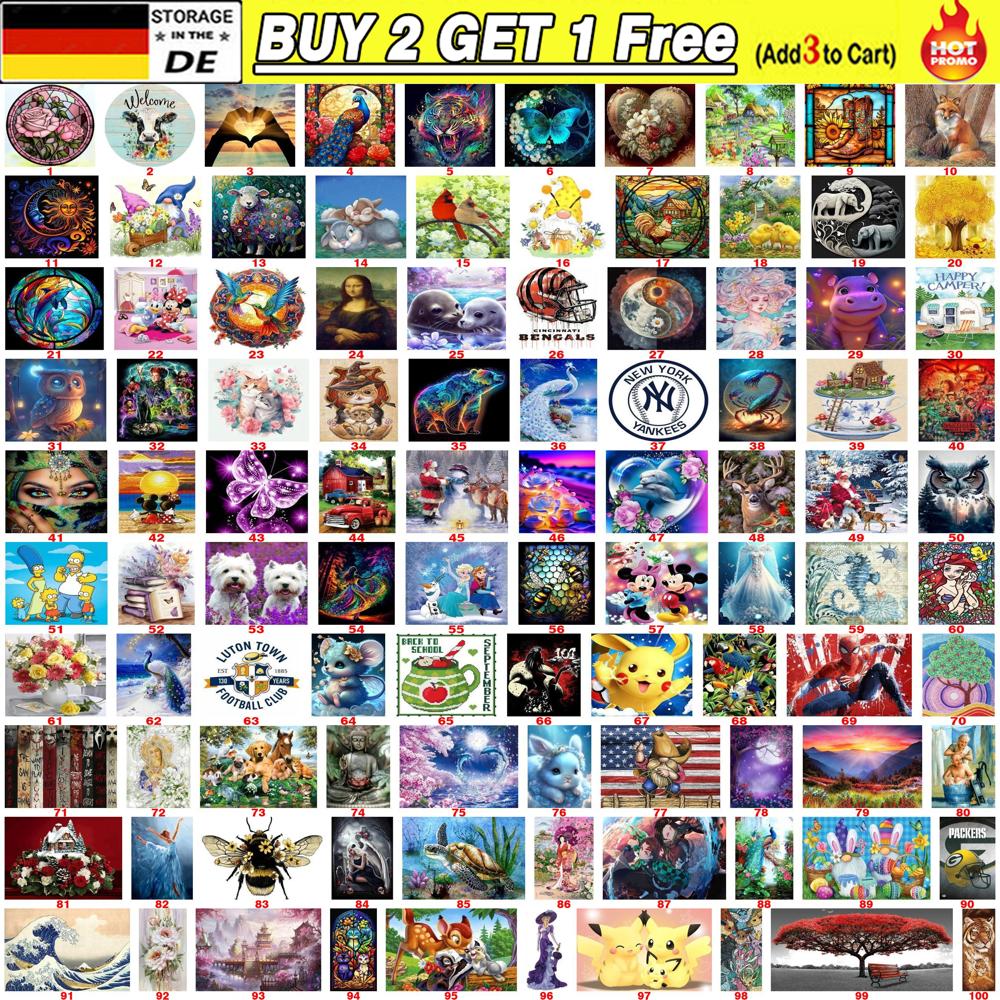 STORAGE
IN THE
DE
BUY 2 GET 1 Free
(Add 3 to Cart)
HOT
PROMO
Welcome
1 2 3 4 5 6 7 8 9 10
11 12 13 14 15 16 17 18 19 20
CINCINNATI
BENGALS
HAPPY
CAMPER!
21 22 23 24 25 26 27 28 29 30
NEW YORK
YANKEES
31 32 33 34 35 36 37 38 39 40
41 42 43 44 45 46 47 48 49 50
51 52 53 54 55 56 57 58 59 60
LUTON TOWN
EST 1885
130 YEARS
FOOTBALL CLUB
BACK TO
SCHOOL
SEPTEMBER
61 62 63 64 65 66 67 68 69 70
71 72 73 74 75 76 77 78 79 80
PACKERS
81 82 83 84 85 86 87 88 89 90
91 92 93 94 95 96 97 98 99 100